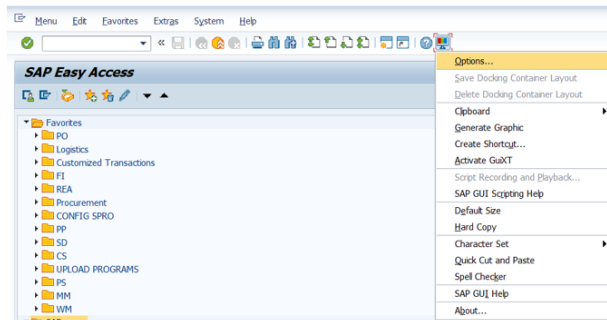 Menu Edit Favorites Extras System Help
SAP Easy Access
Favorites
PO
Logistics
Customized Transactions
FI
REA
Procurement
CONFIG SPRO
PP
SD
CS
UPLOAD PROGRAMS
PS
MM
WM
Options...
Save Docking Container Layout
Delete Docking Container Layout
Clipboard
Generate Graphic
Create Shortcut...
Activate GuiXT
Script Recording and Playback...
SAP GUI Scripting Help
Default Size
Hard Copy
Character Set
Quick Cut and Paste
Spell Checker
SAP GUI Help
About...